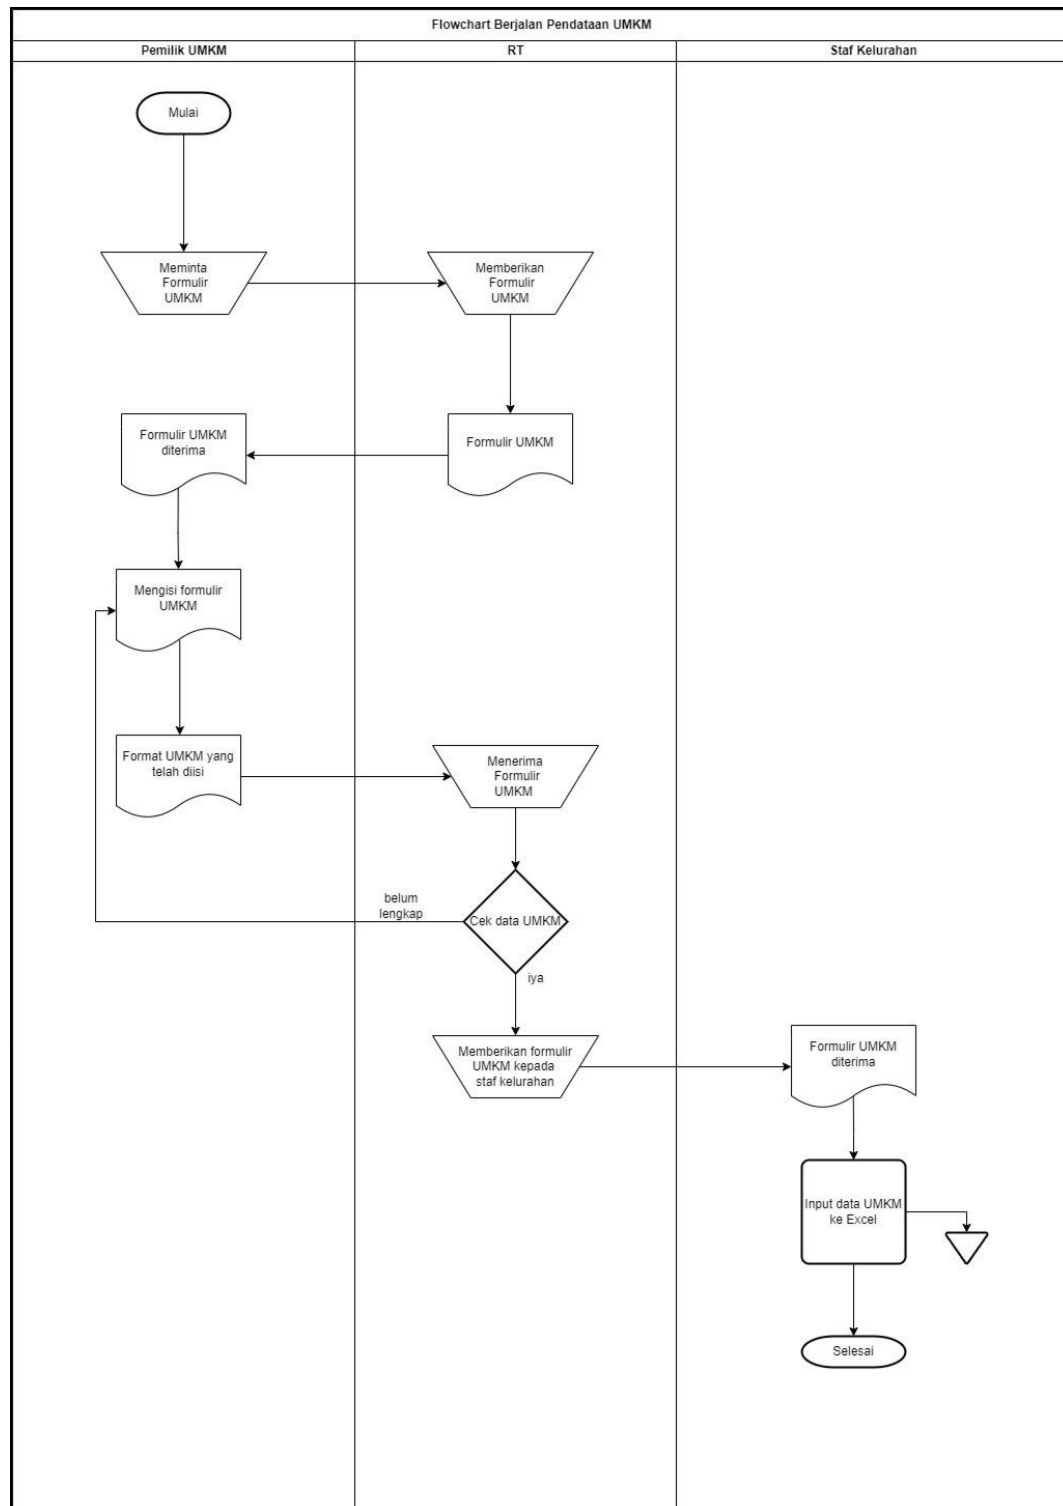 Flowchart Berjalan Pendataan UMKM
Pemilik UMKM
RT
Staf Kelurahan
Mulai
Meminta
Formulir
UMKM
Memberikan
Formulir
UMKM
Formulir UMKM
diterima
Formulir UMKM
Mengisi formulir
UMKM
Format UMKM yang
telah diisi
Menerima
Formulir
UMKM
belum
lengkap
Cek data UMKM
iya
Memberikan formulir
UMKM kepada
staf kelurahan
Formulir UMKM
diterima
Input data UMKM
ke Excel
Selesai